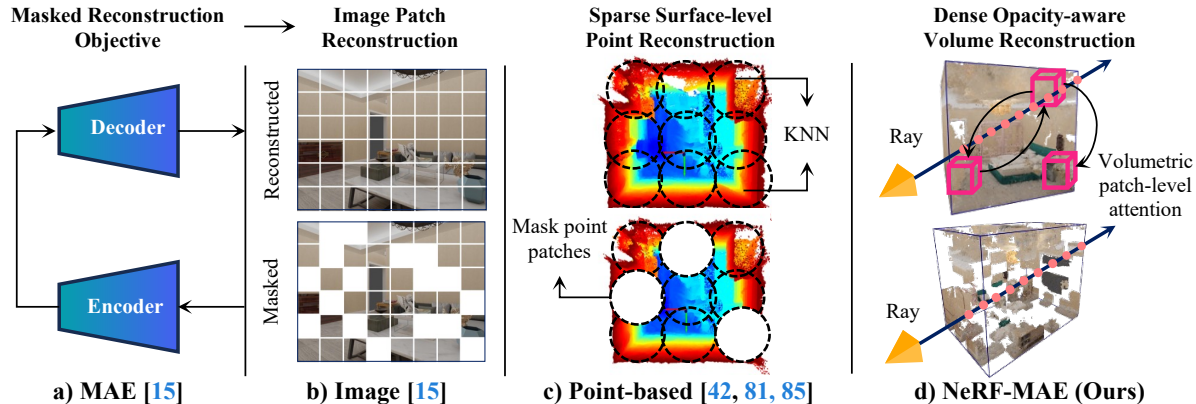 Masked Reconstruction
Objective
Image Patch
Reconstruction
Sparse Surface-level
Point Reconstruction
Dense Opacity-aware
Volume Reconstruction
Decoder
Encoder
Reconstructed
Masked
KNN
Mask point
patches
Ray
Volumetric
patch-level
attention
Ray
a) MAE [15]
b) Image [15]
c) Point-based [42, 81, 85]
d) NeRF-MAE (Ours)